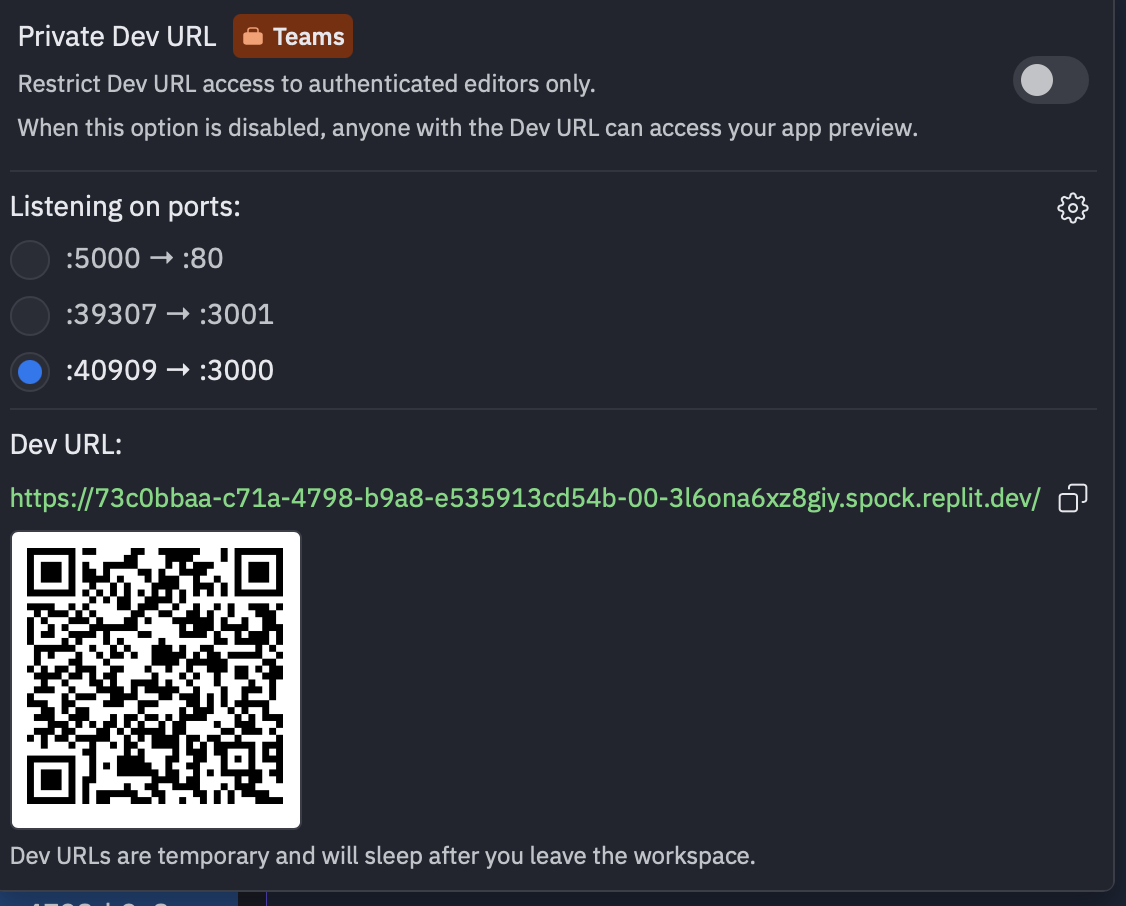 Private Dev URL Teams
Restrict Dev URL access to authenticated editors only.
When this option is disabled, anyone with the Dev URL can access your app preview.
Listening on ports:
:5000 → :80
:39307 → :3001
:40909 → :3000
Dev URL:
https://73c0bbaa-c71a-4798-b9a8-e535913cd54b-00-3l6ona6xz8giy.spock.replit.dev/
Dev URLs are temporary and will sleep after you leave the workspace.